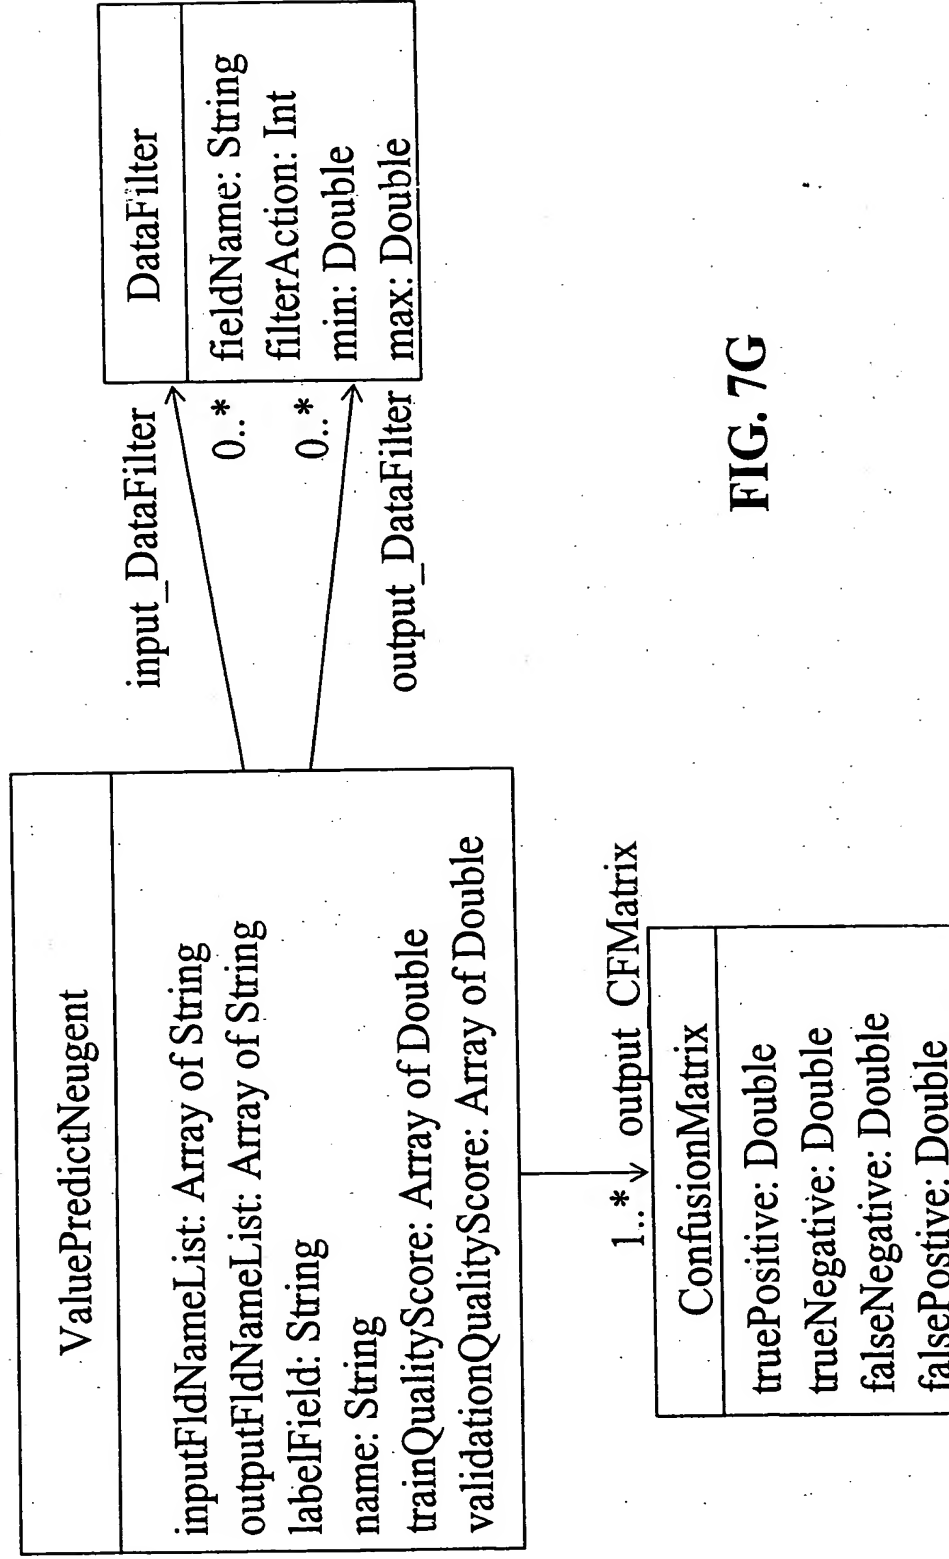 ValuePredictNeugent
inputFldNameList: Array of String
outputFldNameList: Array of String
labelField: String
name: String
trainQualityScore: Array of Double
validationQualityScore: Array of Double
input_DataFilter
0..*
0..*
output_DataFilter
DataFilter
fieldName: String
filterAction: Int
min: Double
max: Double
1..*
output_CFMatrix
ConfusionMatrix
truePositive: Double
trueNegative: Double
falseNegative: Double
falsePostive: Double
FIG. 7G